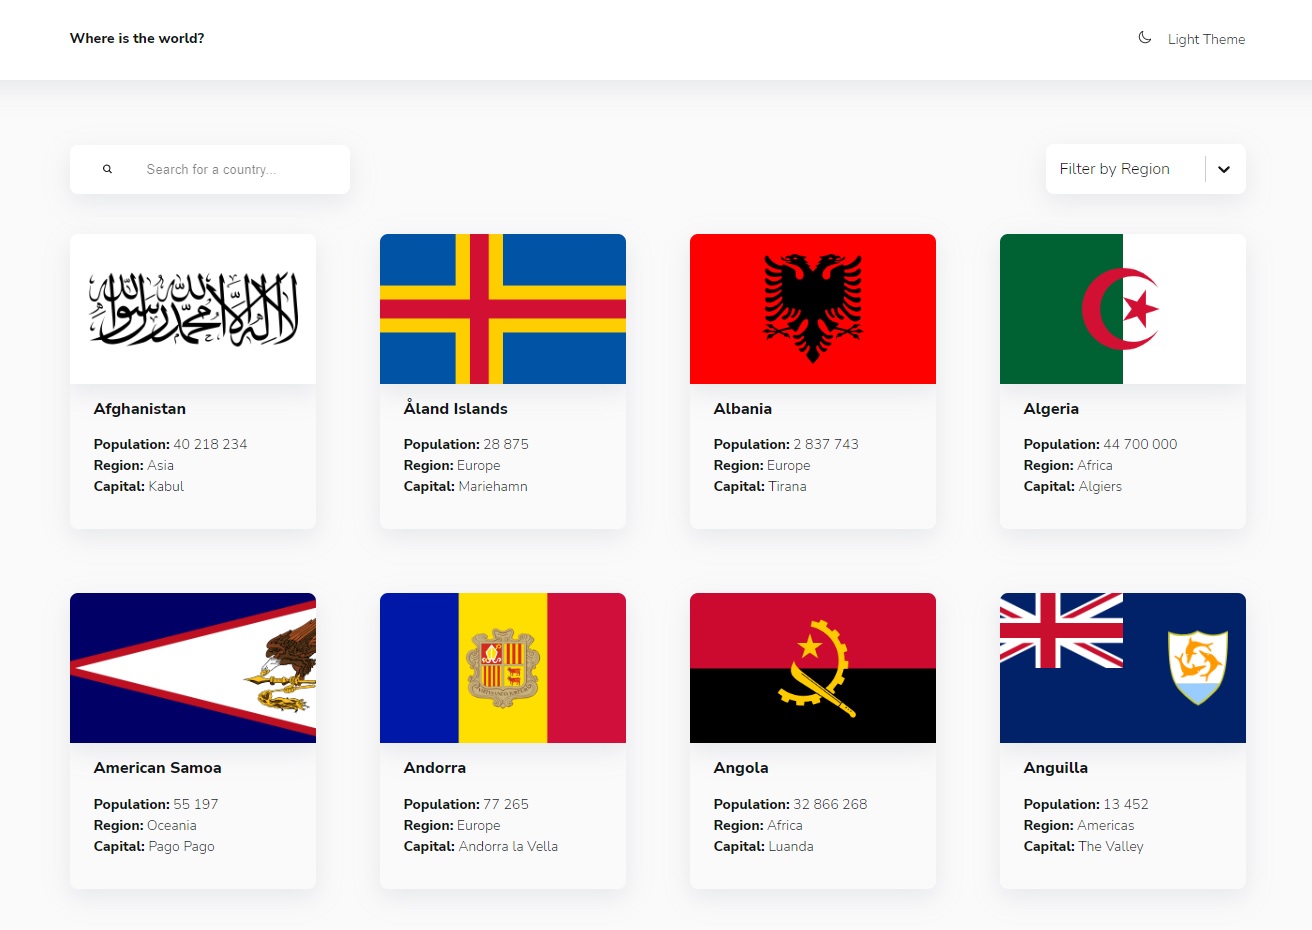 Where is the world?
Light Theme
Search for a country...
Filter by Region
لا إله إلا الله محمد رسول الله
Afghanistan
Population: 40 218 234
Region: Asia
Capital: Kabul
Åland Islands
Population: 28 875
Region: Europe
Capital: Mariehamn
Albania
Population: 2 837 743
Region: Europe
Capital: Tirana
Algeria
Population: 44 700 000
Region: Africa
Capital: Algiers
American Samoa
Population: 55 197
Region: Oceania
Capital: Pago Pago
Andorra
Population: 77 265
Region: Europe
Capital: Andorra la Vella
Angola
Population: 32 866 268
Region: Africa
Capital: Luanda
Anguilla
Population: 13 452
Region: Americas
Capital: The Valley